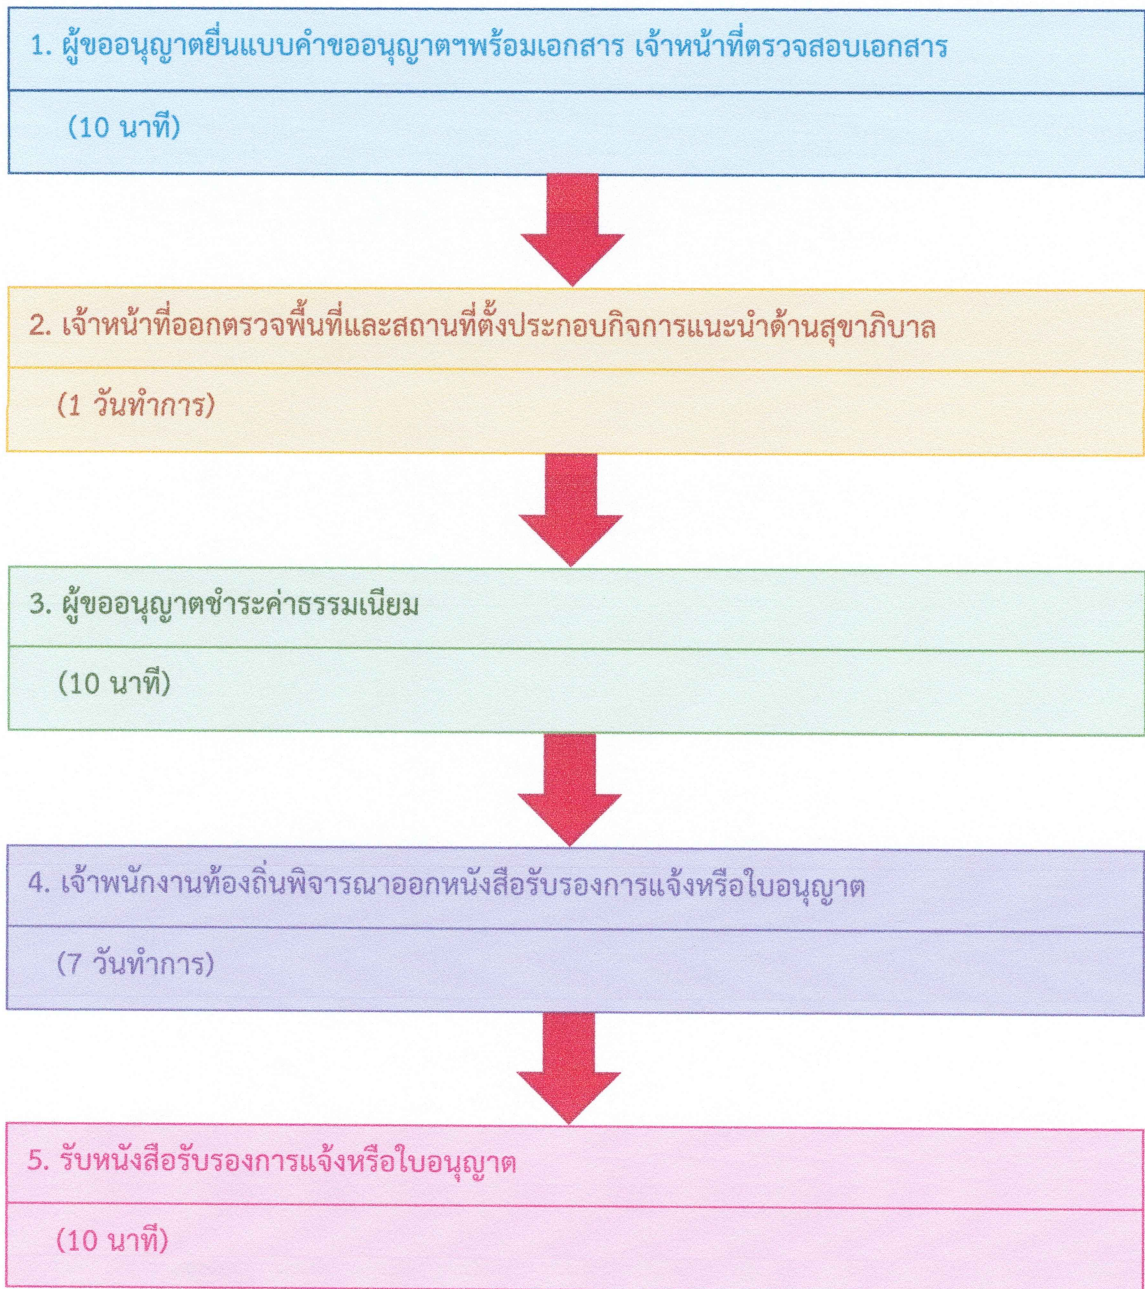 1. ผู้ขออนุญาตยื่นแบบคำขออนุญาตฯพร้อมเอกสาร เจ้าหน้าที่ตรวจสอบเอกสาร
(10 นาที)
2. เจ้าหน้าที่ออกตรวจพื้นที่และสถานที่ตั้งประกอบกิจการแนะนำด้านสุขาภิบาล
(1 วันทำการ)
3. ผู้ขออนุญาตชำระค่าธรรมเนียม
(10 นาที)
4. เจ้าพนักงานท้องถิ่นพิจารณาออกหนังสือรับรองการแจ้งหรือใบอนุญาต
(7 วันทำการ)
5. รับหนังสือรับรองการแจ้งหรือใบอนุญาต
(10 นาที)